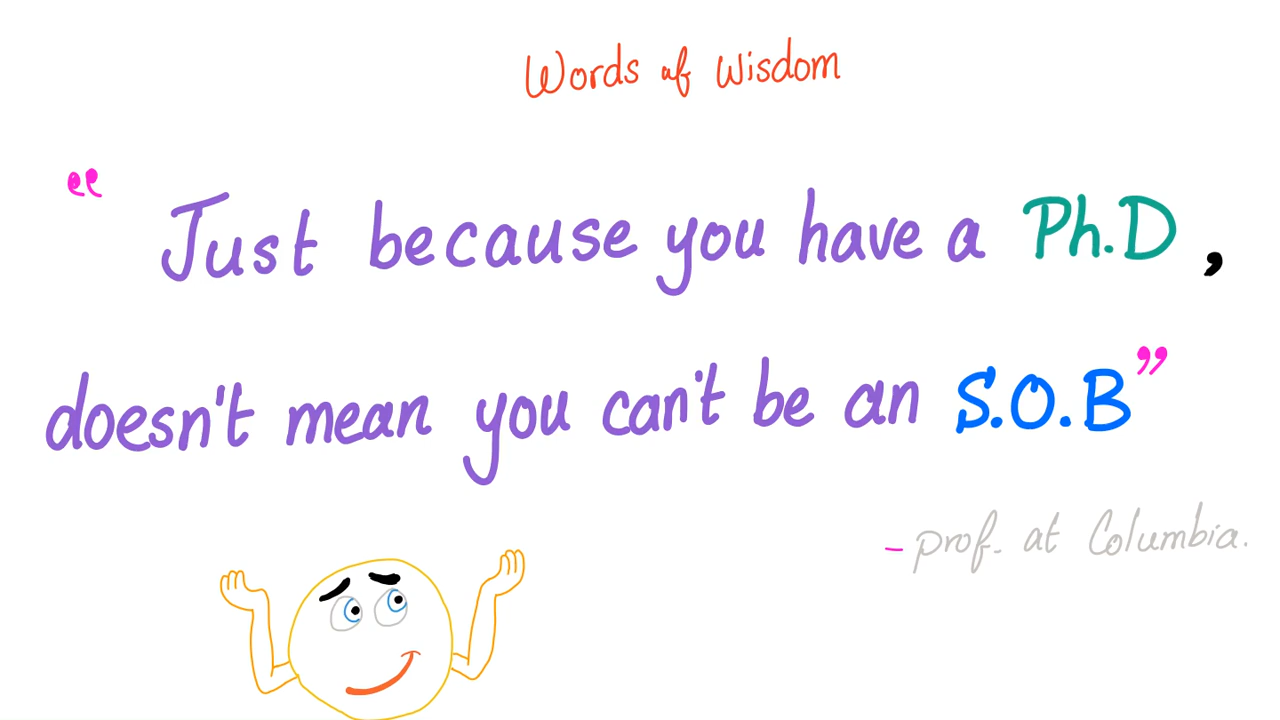 Words of Wisdom
“ Just because you have a Ph.D ,
doesn't mean you can't be an S.O.B”
- prof. at Columbia.